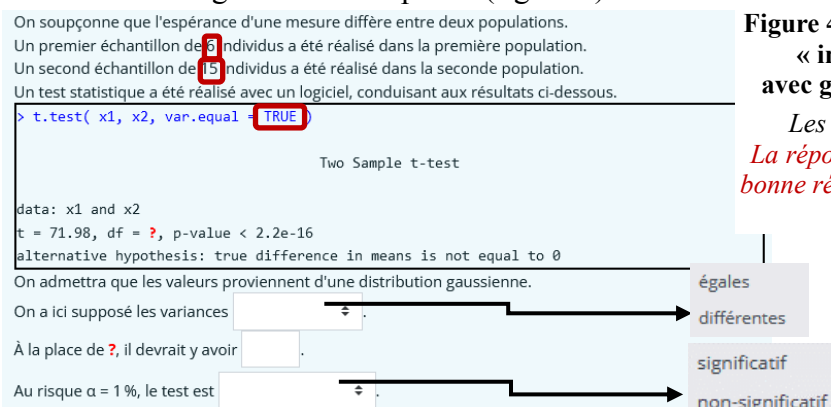 On soupçonne que l'espérance d'une mesure diffère entre deux populations.
Un premier échantillon de 6 individus a été réalisé dans la première population.
Un second échantillon de 15 individus a été réalisé dans la seconde population.
Un test statistique a été réalisé avec un logiciel, conduisant aux résultats ci-dessous.
> t.test( x1, x2, var.equal = TRUE )
Two Sample t-test
data: x1 and x2
t = 71.98, df = ?, p-value < 2.2e-16
alternative hypothesis: true difference in means is not equal to 0
On admettra que les valeurs proviennent d'une distribution gaussienne.
On a ici supposé les variances .
À la place de ?, il devrait y avoir .
Au risque α = 1 %, le test est .
égales
différentes
significatif
non-significatif
Figure 4
« in
avec g
Les
La répo
bonne ré